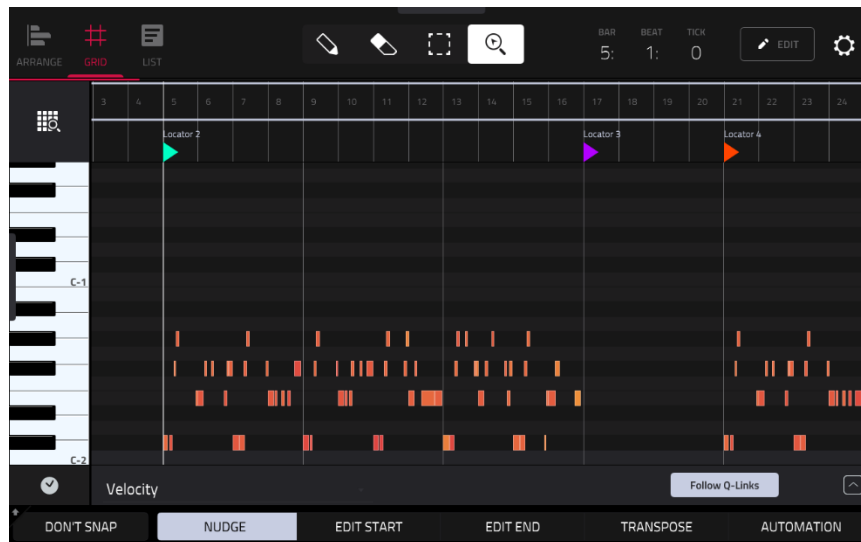 BAR BEAT TICK
5: 1: 0
EDIT
ARRANGE GRID LIST
3 4 5 6 7 8 9 10 11 12 13 14 15 16 17 18 19 20 21 22 23 24
Locator 2 Locator 3 Locator 4
C-1
C-2
Velocity
Follow Q-Links
DON'T SNAP NUDGE EDIT START EDIT END TRANSPOSE AUTOMATION